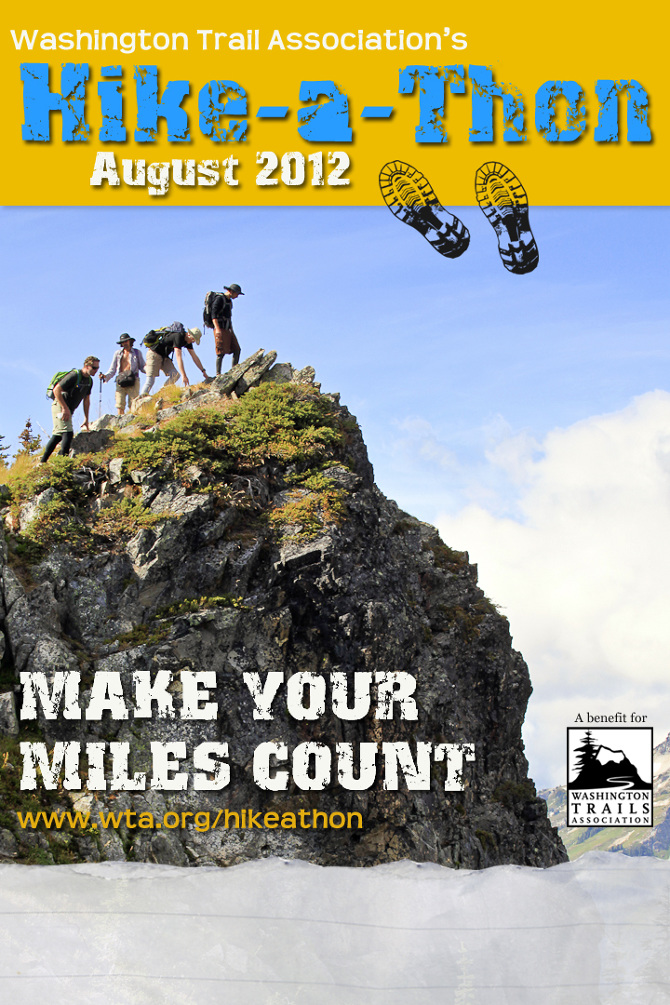 Washington Trail Association's
Hike-a-Thon
August 2012
MAKE YOUR
MILES COUNT
www.wta.org/hikeathon
A benefit for
WASHINGTON
TRAILS
ASSOCIATION